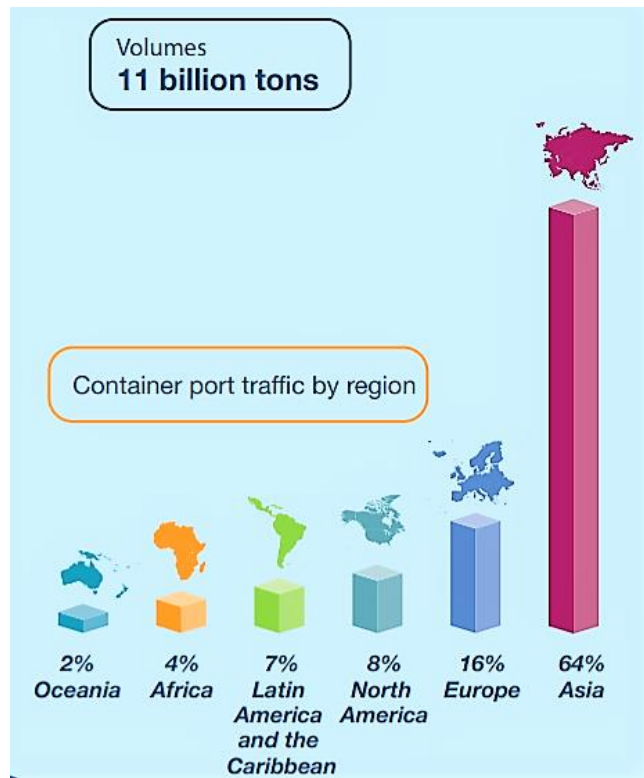 Volumes
11 billion tons
Container port traffic by region
2%
Oceania
4%
Africa
7%
Latin
America
and the
Caribbean
8%
North
America
16%
Europe
64%
Asia